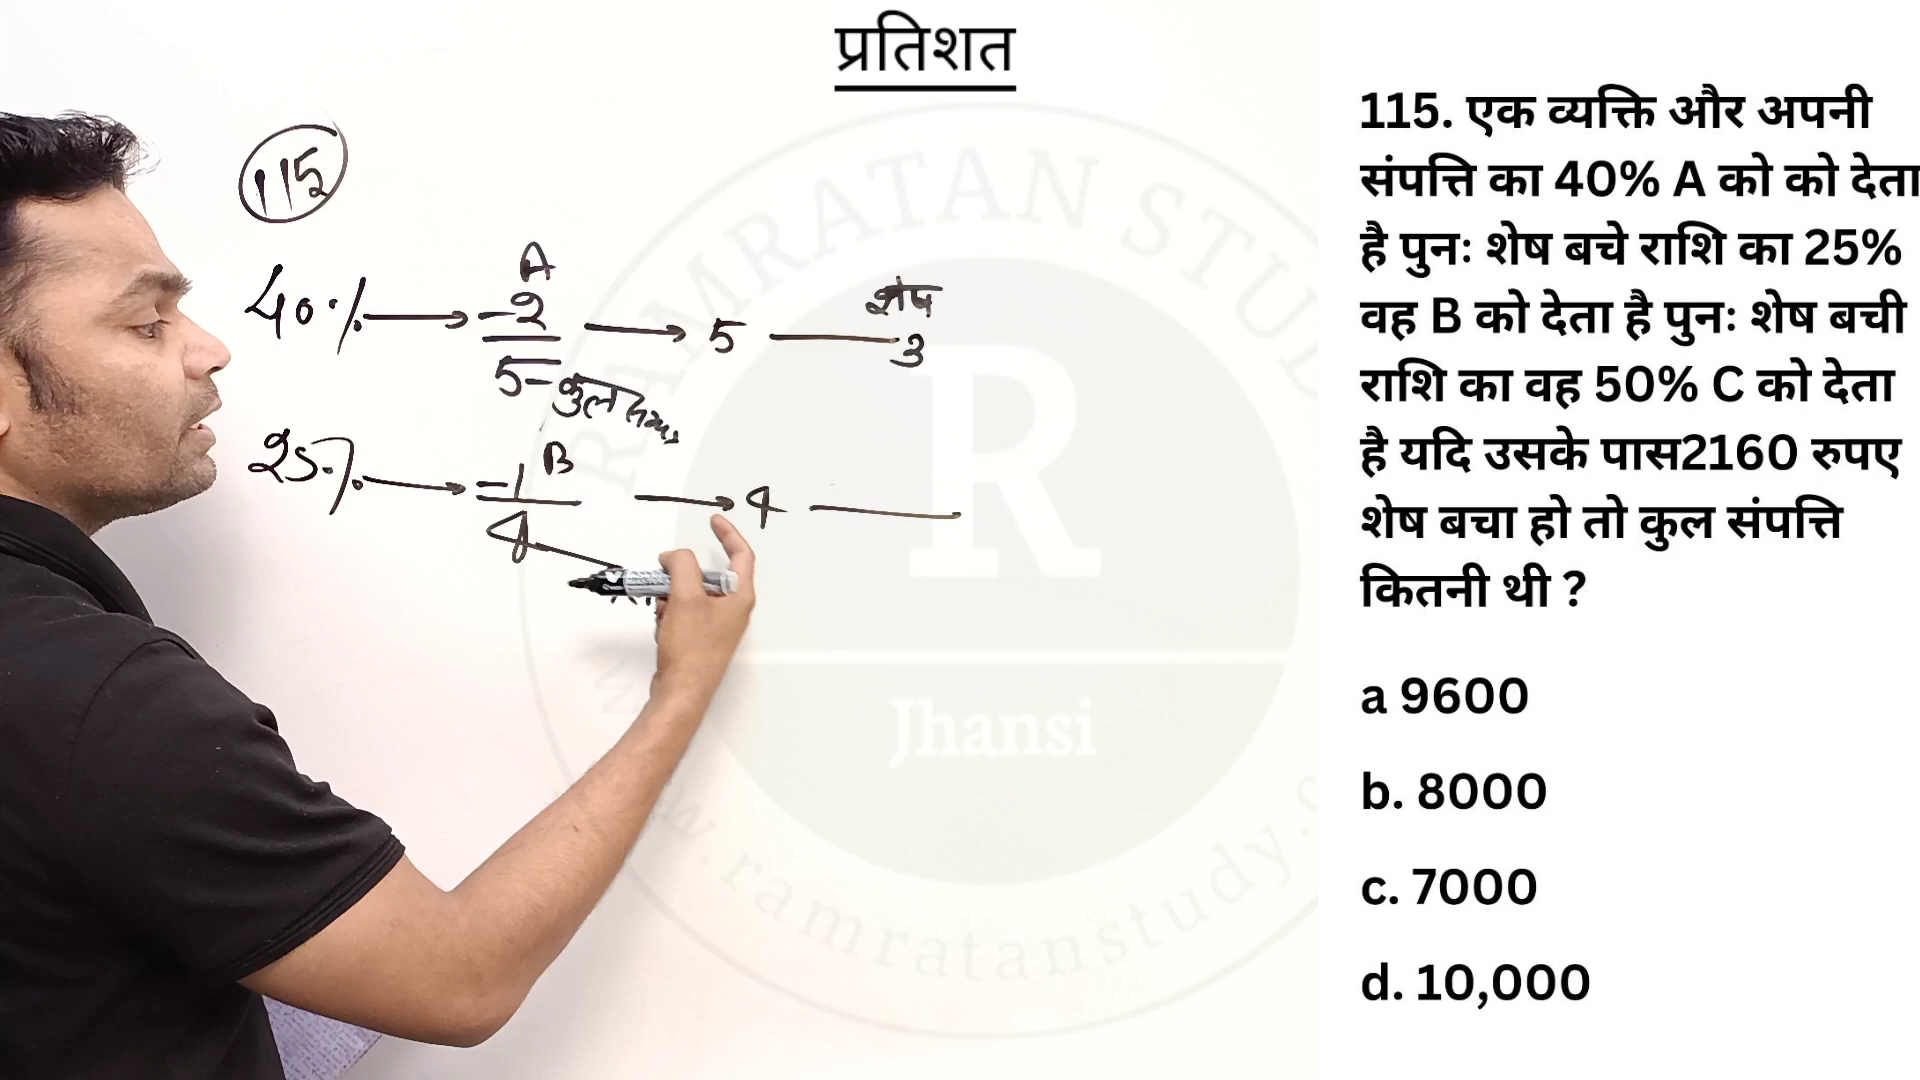 प्रतिशत
115
40% → -2/5 → 5 — 3
A
शेष
5 - कुल
25% → -1/4 → 4 —
B
115. एक व्यक्ति और अपनी
संपत्ति का 40% A को को देता
है पुनः शेष बचे राशि का 25%
वह B को देता है पुनः शेष बची
राशि का वह 50% C को देता
है यदि उसके पास2160 रुपए
शेष बचा हो तो कुल संपत्ति
कितनी थी ?
a 9600
b. 8000
c. 7000
d. 10,000
RAMRATAN STUD
R
Jhansi
www.ramratanstudy.c